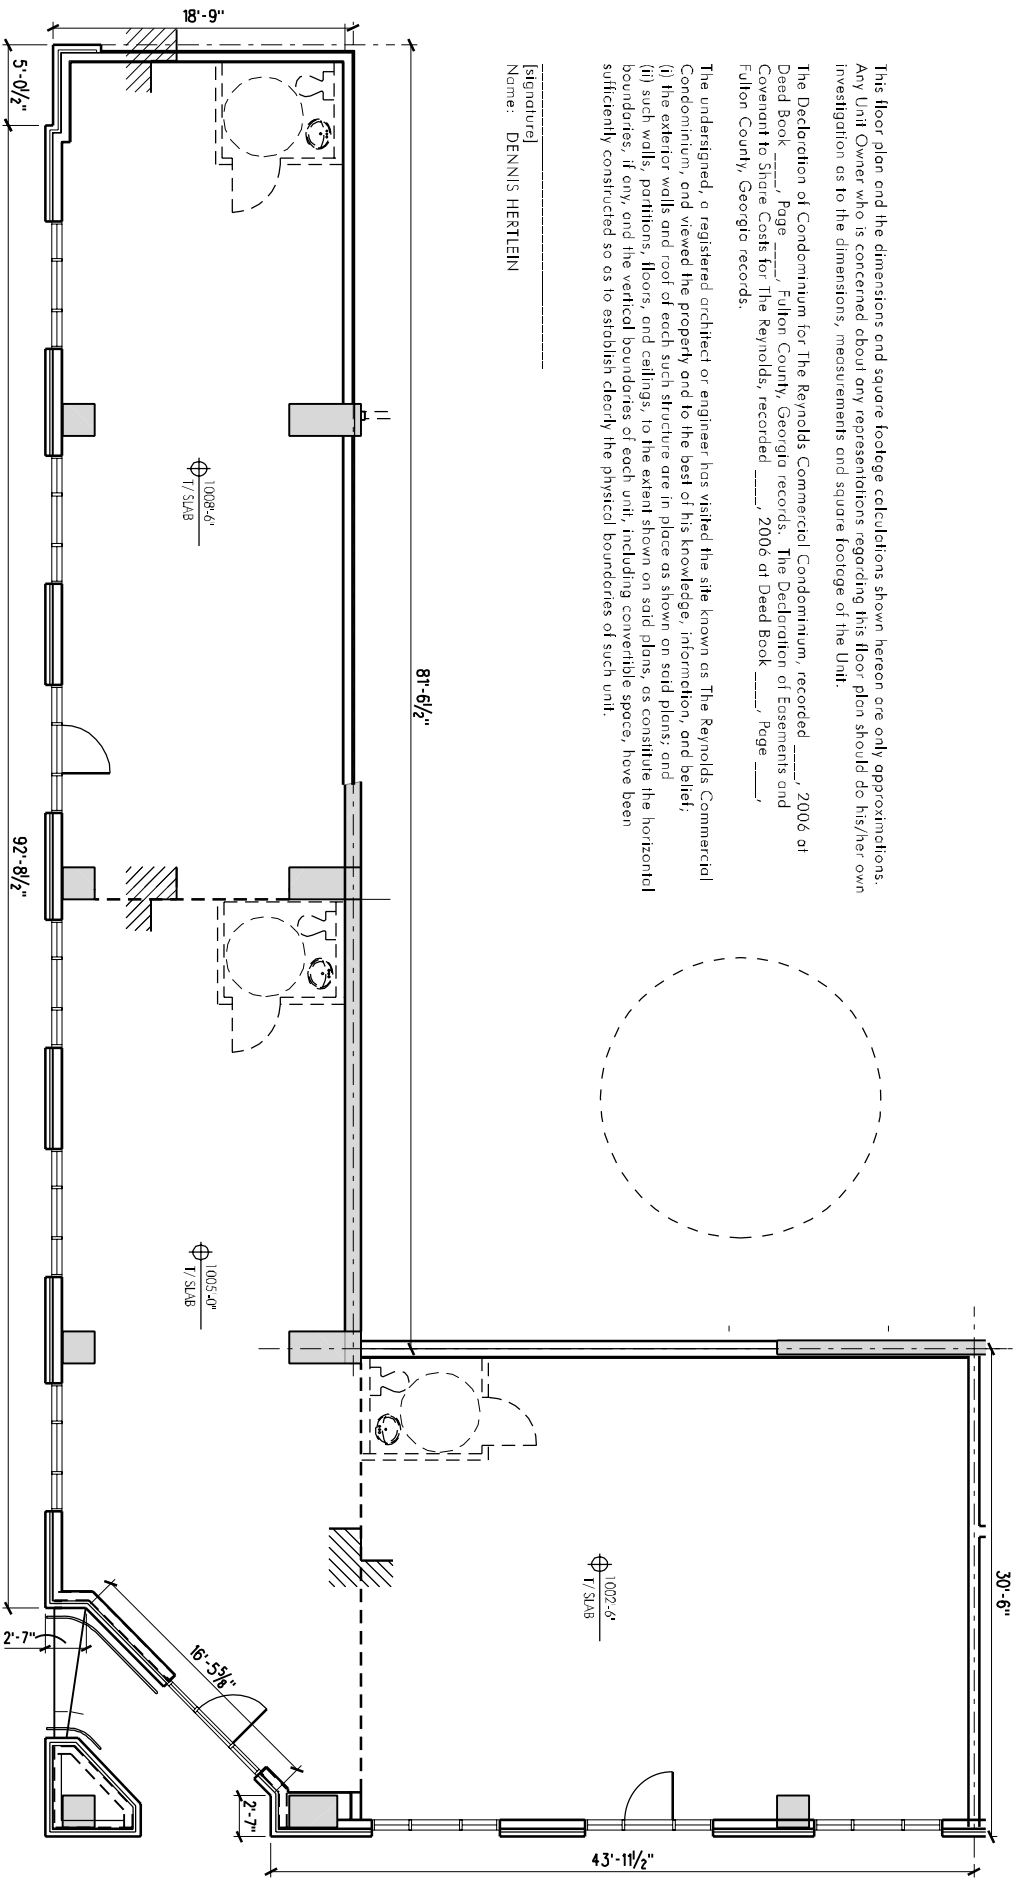 This floor plan and the dimensions and square footage calculations shown hereon are only approximations.
Any Unit Owner who is concerned about any representations regarding this floor plan should do his/her own
investigation as to the dimensions, measurements and square footage of the Unit.
The Declaration of Condominium for The Reynolds Commercial Condominium, recorded ____, 2006 at
Deed Book ____, Page ____, Fulton County, Georgia records. The Declaration of Easements and
Covenant to Share Costs for The Reynolds, recorded ____, 2006 at Deed Book ____, Page ____,
Fulton County, Georgia records.
The undersigned, a registered architect or engineer has visited the site known as The Reynolds Commercial
Condominium, and viewed the property and to the best of his knowledge, information, and belief;
(i) the exterior walls and roof of each such structure are in place as shown on said plans; and
(ii) such walls, partitions, floors, and ceilings, to the extent shown on said plans, as constitute the horizontal
boundaries, if any, and the vertical boundaries of each unit, including convertible space, have been
sufficiently constructed so as to establish clearly the physical boundaries of such unit.
[signature]
Name: DENNIS HERTLEIN
18'-9"
5'-0½"
81'-6½"
92'-8½"
1008'-6"
T/ SLAB
1005'-0"
T/ SLAB
1002'-6"
T/ SLAB
30'-6"
16'-5⅝"
2'-7"
2'-7"
43'-11½"